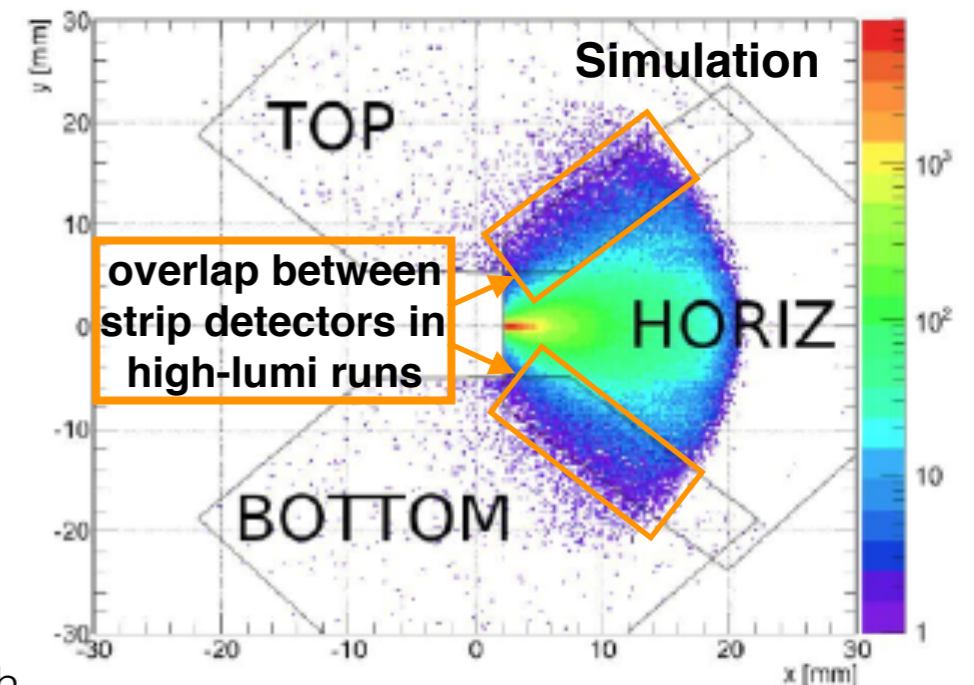 y [mm]
30
20
10
0
-10
-20
-30
Simulation
TOP
overlap between
strip detectors in
high-lumi runs
HORIZ
BOTTOM
10³
10²
10
1
-30
-20
-10
0
10
20
30
x [mm]